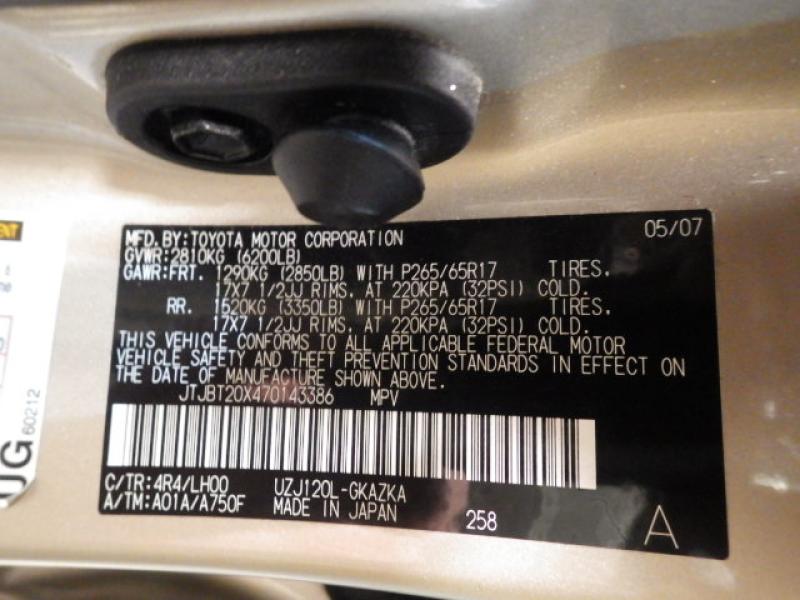 MFD. BY: TOYOTA MOTOR CORPORATION 05/07
GVWR: 2810KG (6200LB)
GAWR: FRT. 1290KG (2850LB) WITH P265/65R17 TIRES.
17X7 1/2JJ RIMS. AT 220KPA (32PSI) COLD.
RR. 1520KG (3350LB) WITH P265/65R17 TIRES.
17X7 1/2JJ RIMS. AT 220KPA (32PSI) COLD.
THIS VEHICLE CONFORMS TO ALL APPLICABLE FEDERAL MOTOR
VEHICLE SAFETY AND THEFT PREVENTION STANDARDS IN EFFECT ON
THE DATE OF MANUFACTURE SHOWN ABOVE.
JTJBT20X470143386 MPV
C/TR: 4R4/LH00 UZJ120L-GKAZKA
A/TM: A01A/A750F MADE IN JAPAN 258 A
60212
UG